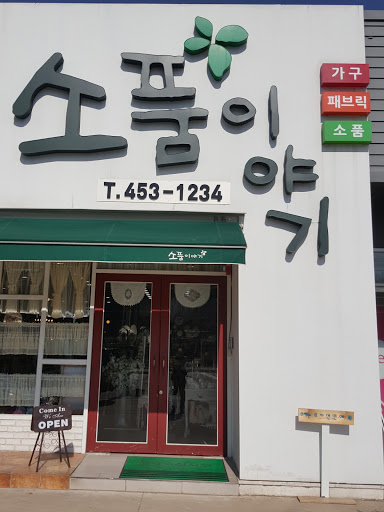 소품이야기
가구
패브릭
소품
T.453-1234
소품이야기
Come In
We Are
OPEN